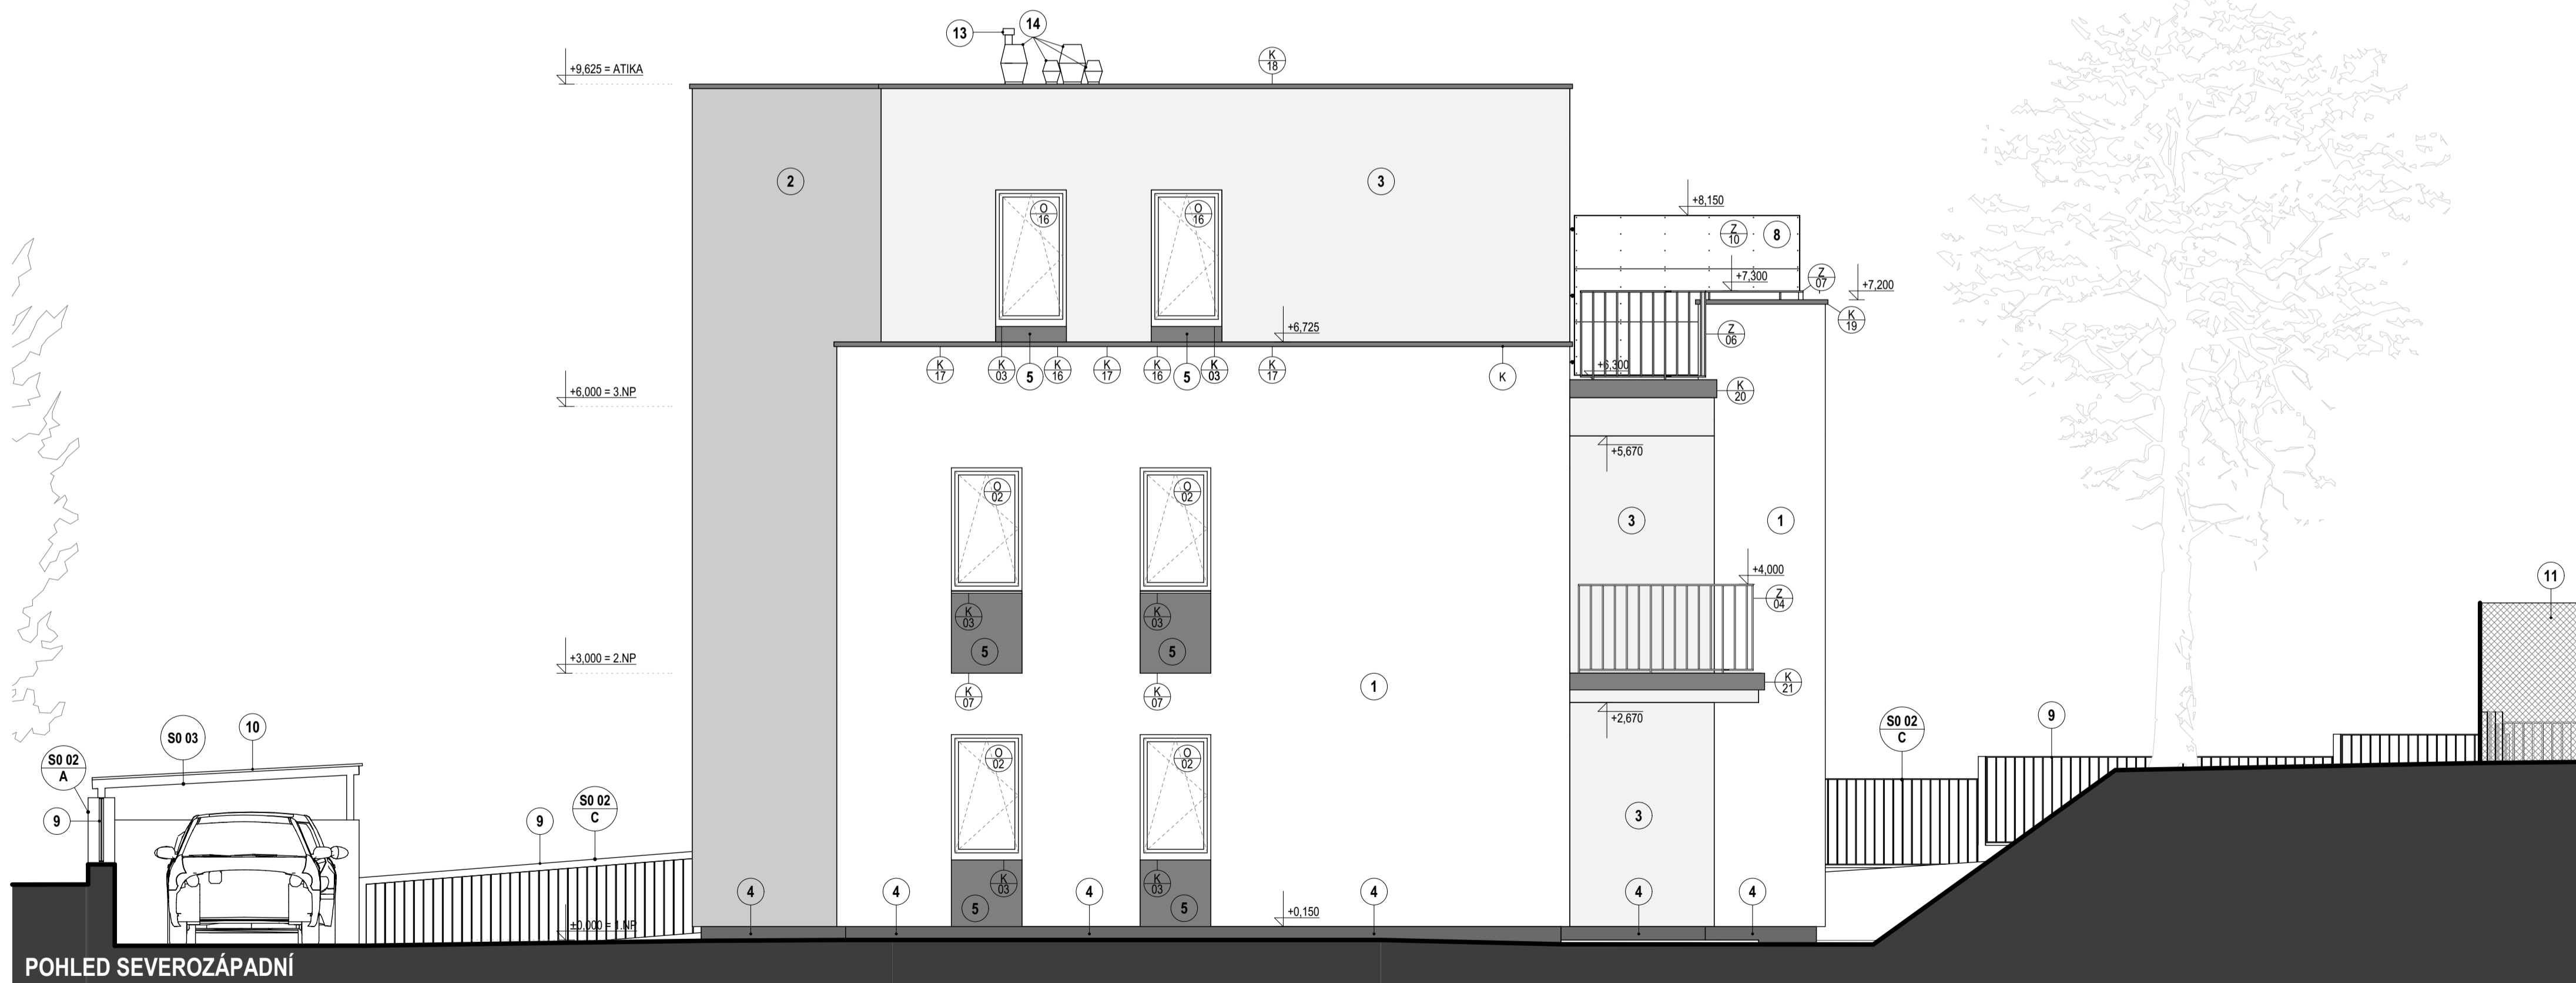 13
14
K
18
+9,625 = ATIKA
2
3
O
16
O
16
+8,150
Z
10
8
+7,300
Z
07
+7,200
K
19
Z
06
+6,725
K
17
K
03
5
K
16
K
17
K
16
5
K
03
K
17
K
+6,300
K
20
+6,000 = 3.NP
+5,670
O
02
O
02
3
1
+4,000
Z
04
11
K
03
K
03
5
5
+3,000 = 2.NP
K
07
K
07
1
K
21
+2,670
S0 02
C
9
S0 02
A
S0 03
10
O
02
O
02
9
9
S0 02
C
3
K
03
K
03
5
5
4
4
4
4
4
4
+0,150
±0,000 = 1.NP
POHLED SEVEROZÁPADNÍ